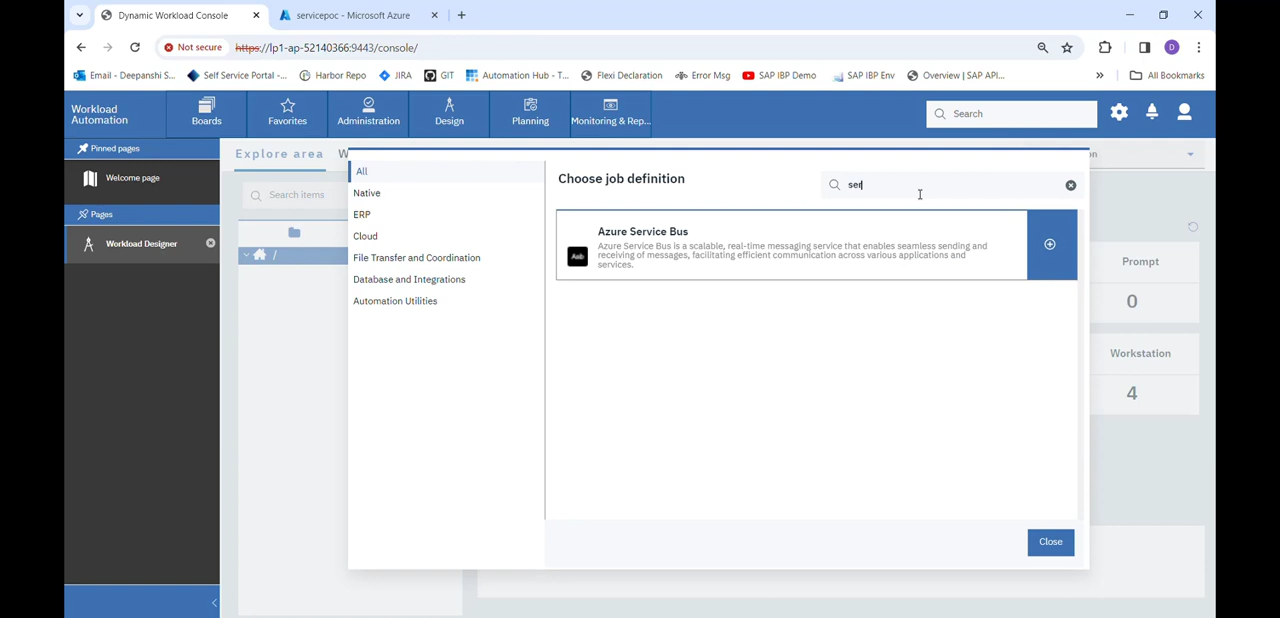 Dynamic Workload Console
servicepoc - Microsoft Azure
Not secure
https://lp1-ap-52140366:9443/console/
Email - Deepanshi S...
Self Service Portal -...
Harbor Repo
JIRA
GIT
Automation Hub - T...
Flexi Declaration
Error Msg
SAP IBP Demo
SAP IBP Env
Overview | SAP API...
»
All Bookmarks
D
Workload
Automation
Boards
Favorites
Administration
Design
Planning
Monitoring & Rep...
Search
Pinned pages
Welcome page
Pages
Workload Designer
Explore area
W
Search items
/
All
Native
ERP
Cloud
File Transfer and Coordination
Database and Integrations
Automation Utilities
Choose job definition
ser
Azure Service Bus
Azure Service Bus is a scalable, real-time messaging service that enables seamless sending and
receiving of messages, facilitating efficient communication across various applications and
services.
Close
on
Prompt
0
Workstation
4